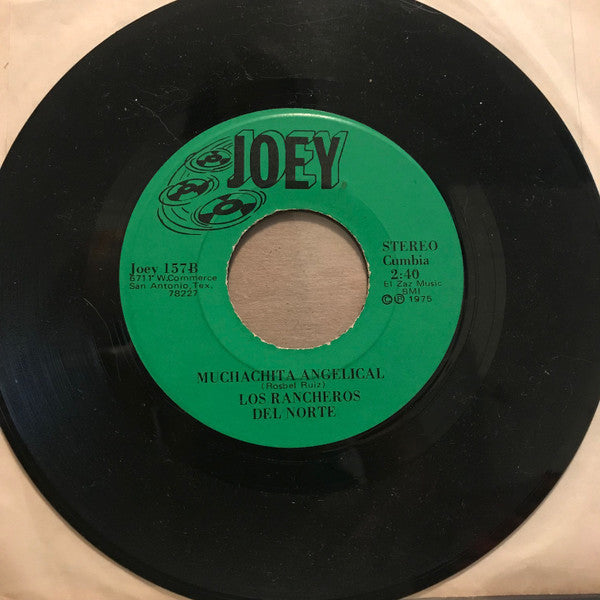 JOEY
Joey 157-B
6711 W. Commerce
San Antonio Tex.
78227
STEREO
Cumbia
2:40
El Zaz Music
BMI
©℗ 1975
MUCHACHITA ANGELICAL
(Rosbel Ruiz)
LOS RANCHEROS
DEL NORTE